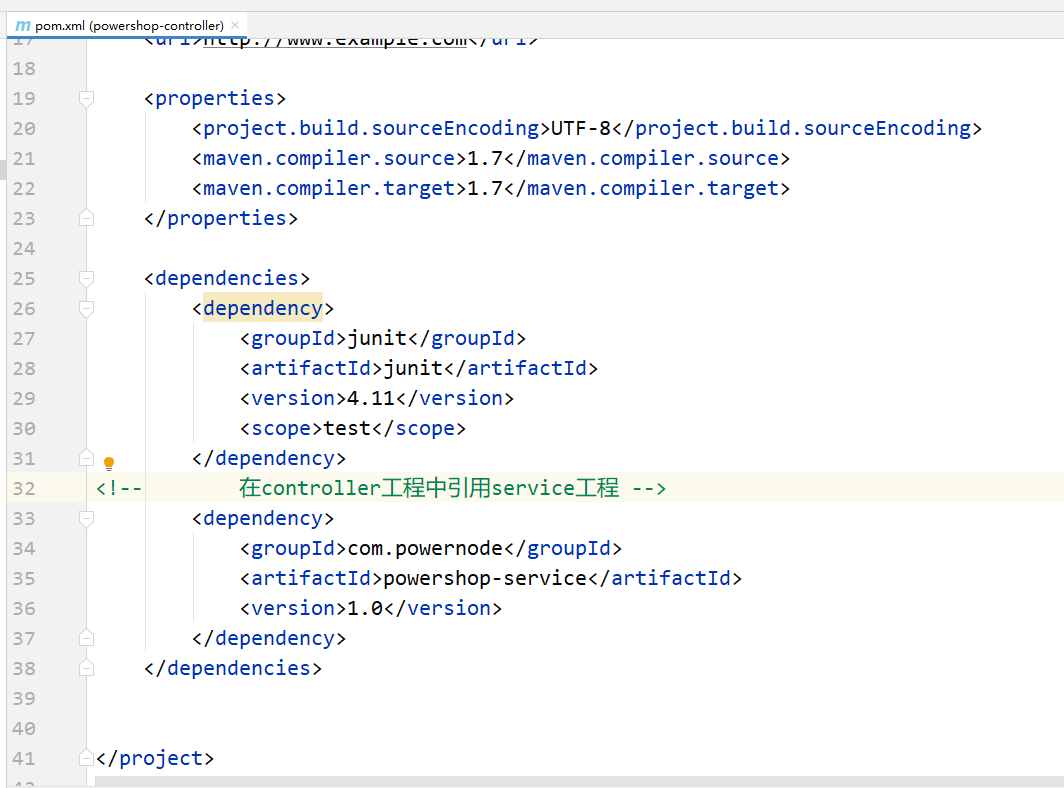 m pom.xml (powershop-controller) ×
17 <url>http://www.example.com</url>
18
19 <properties>
20 <project.build.sourceEncoding>UTF-8</project.build.sourceEncoding>
21 <maven.compiler.source>1.7</maven.compiler.source>
22 <maven.compiler.target>1.7</maven.compiler.target>
23 </properties>
24
25 <dependencies>
26 <dependency>
27 <groupId>junit</groupId>
28 <artifactId>junit</artifactId>
29 <version>4.11</version>
30 <scope>test</scope>
31 </dependency>
32 <!-- 在controller工程中引用service工程 -->
33 <dependency>
34 <groupId>com.powernode</groupId>
35 <artifactId>powershop-service</artifactId>
36 <version>1.0</version>
37 </dependency>
38 </dependencies>
39
40
41 </project>